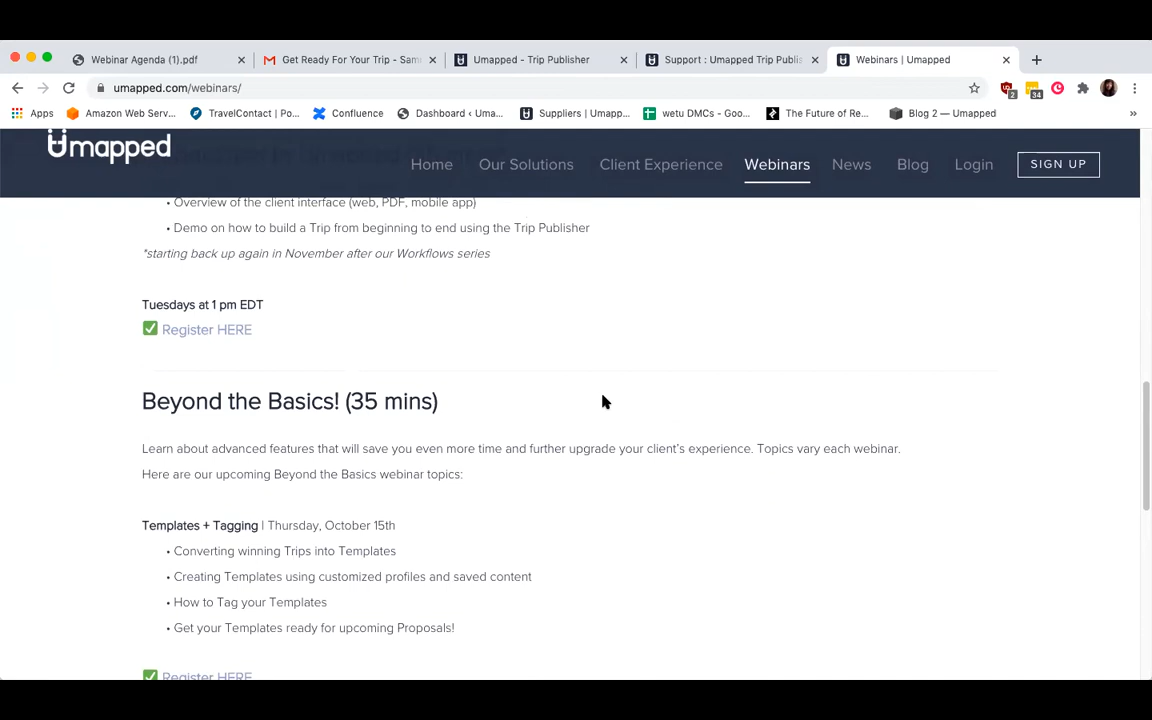 Webinar Agenda (1).pdf
Get Ready For Your Trip - Sam
Umapped - Trip Publisher
Support : Umapped Trip Publis
Webinars | Umapped
umapped.com/webinars/
2
34
Apps
Amazon Web Serv...
TravelContact | Po...
Confluence
Dashboard ‹ Uma...
Suppliers | Umapp...
wetu DMCs - Goo...
The Future of Re...
Blog 2 — Umapped
Umapped
Home
Our Solutions
Client Experience
Webinars
News
Blog
Login
SIGN UP
• Overview of the client interface (web, PDF, mobile app)
• Demo on how to build a Trip from beginning to end using the Trip Publisher
*starting back up again in November after our Workflows series
Tuesdays at 1 pm EDT
✅ Register HERE
Beyond the Basics! (35 mins)
Learn about advanced features that will save you even more time and further upgrade your client's experience. Topics vary each webinar.
Here are our upcoming Beyond the Basics webinar topics:
Templates + Tagging | Thursday, October 15th
• Converting winning Trips into Templates
• Creating Templates using customized profiles and saved content
• How to Tag your Templates
• Get your Templates ready for upcoming Proposals!
✅ Register HERE